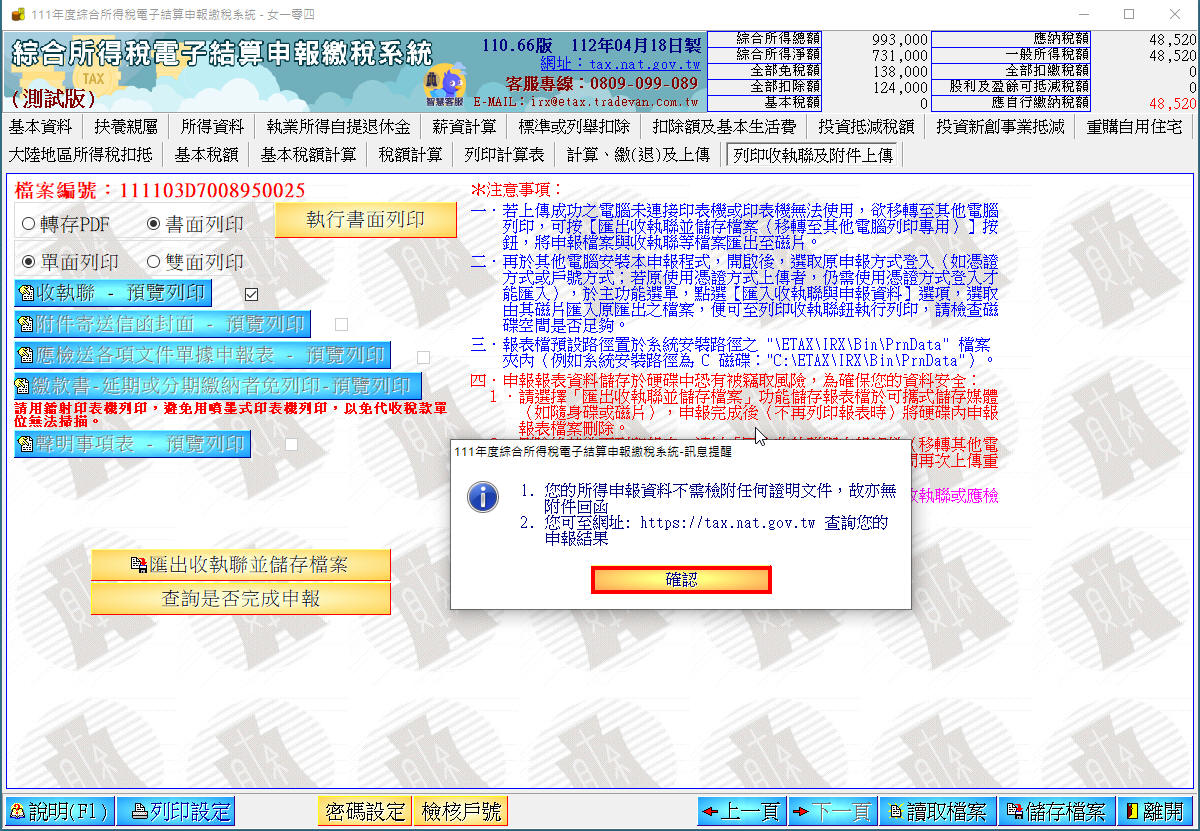 111年度綜合所得稅電子結算申報繳稅系統 - 女一零四
綜合所得稅電子結算申報繳稅系統
TAX
(測試版)
110.66版 112年04月18日製
網址：tax.nat.gov.tw
客服專線：0809-099-089
E-MAIL：irx@etax.tradevan.com.tw
智慧客服
綜合所得總額 993,000 應納稅額 48,520
綜合所得淨額 731,000 一般所得稅額 48,520
全部免稅額 138,000 全部扣繳稅額 0
全部扣除額 124,000 股利及盈餘可抵減稅額 0
基本稅額 0 應自行繳納稅額 48,520
基本資料 扶養親屬 所得資料 執業所得自提退休金 薪資計算 標準或列舉扣除 扣除額及基本生活費 投資抵減稅額 投資新創事業抵減 重購自用住宅
大陸地區所得稅扣抵 基本稅額 基本稅額計算 稅額計算 列印計算表 計算、繳(退)及上傳 列印收執聯及附件上傳
檔案編號：111103D7008950025
轉存PDF 書面列印 執行書面列印
單面列印 雙面列印
收執聯 - 預覽列印
附件寄送信函封面 - 預覽列印
應檢送各項文件單據申報表 - 預覽列印
繳款書-延期或分期繳納者免列印-預覽列印
請用鐳射印表機列印，避免用噴墨式印表機列印，以免代收稅款單
位無法掃描。
聲明事項表 - 預覽列印
匯出收執聯並儲存檔案
查詢是否完成申報
＊注意事項：
一．若上傳成功之電腦未連接印表機或印表機無法使用，欲移轉至其他電腦
列印，可按［匯出收執聯並儲存檔案（移轉至其他電腦列印專用）］按
鈕，將申報檔案與收執聯等檔案匯出至磁片。
二．再於其他電腦安裝本申報程式，開啟後，選取原申報方式登入（如憑證
方式或戶號方式；若原使用憑證方式上傳者，仍需使用憑證方式登入才
能匯入），於主功能選單，點選［匯入收執聯與申報資料］選項，選取
由其磁片匯入原匯出之檔案，便可至列印收執聯鈕執行列印，請檢查磁
碟空間是否足夠。
三．報表檔預設路徑置於系統安裝路徑之 "\ETAX\IRX\Bin\PrnData" 檔案
夾內（例如系統安裝路徑為 C 磁碟："C:\ETAX\IRX\Bin\PrnData"）。
四．申報報表資料儲存於硬碟中恐有被竊取風險，為確保您的資料安全：
１．請選擇「匯出收執聯並儲存檔案」功能儲存報表檔於可攜式儲存媒體
（如隨身碟或磁片），申報完成後（不再列印報表時）將硬碟內申報
報表檔案刪除。
（移轉其他電
再次上傳重
收執聯或應檢
111年度綜合所得稅電子結算申報繳稅系統-訊息提醒
1. 您的所得申報資料不需檢附任何證明文件，故亦無
附件回函
2. 您可至網址: https://tax.nat.gov.tw 查詢您的
申報結果
確認
說明(F1) 列印設定 密碼設定 檢核戶號 上一頁 下一頁 讀取檔案 儲存檔案 離開